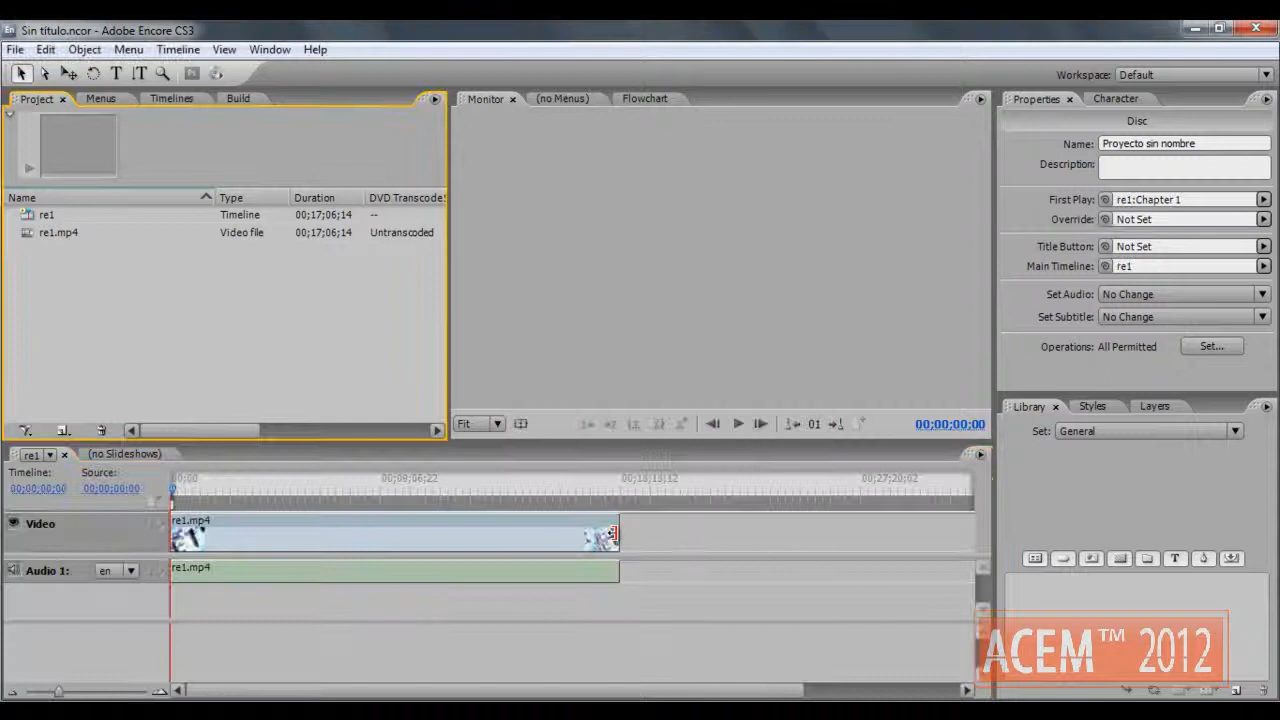 En Sin título.ncor - Adobe Encore CS3
File Edit Object Menu Timeline View Window Help
Workspace: Default
Project Menus Timelines Build
Name Type Duration DVD Transcode
re1 Timeline 00;17;06;14 --
re1.mp4 Video file 00;17;06;14 Untranscoded
Monitor (no Menus) Flowchart
Fit 01 00;00;00;00
Properties Character
Disc
Name: Proyecto sin nombre
Description:
First Play: re1:Chapter 1
Override: Not Set
Title Button: Not Set
Main Timeline: re1
Set Audio: No Change
Set Subtitle: No Change
Operations: All Permitted Set...
Library Styles Layers
Set: General
re1 (no Slideshows)
Timeline: Source:
00;00;00;00 00;00;00;00
00;00 00;09;06;22 00;18;13;12 00;27;20;02
Video re1.mp4
Audio 1: en re1.mp4
ACEM™ 2012